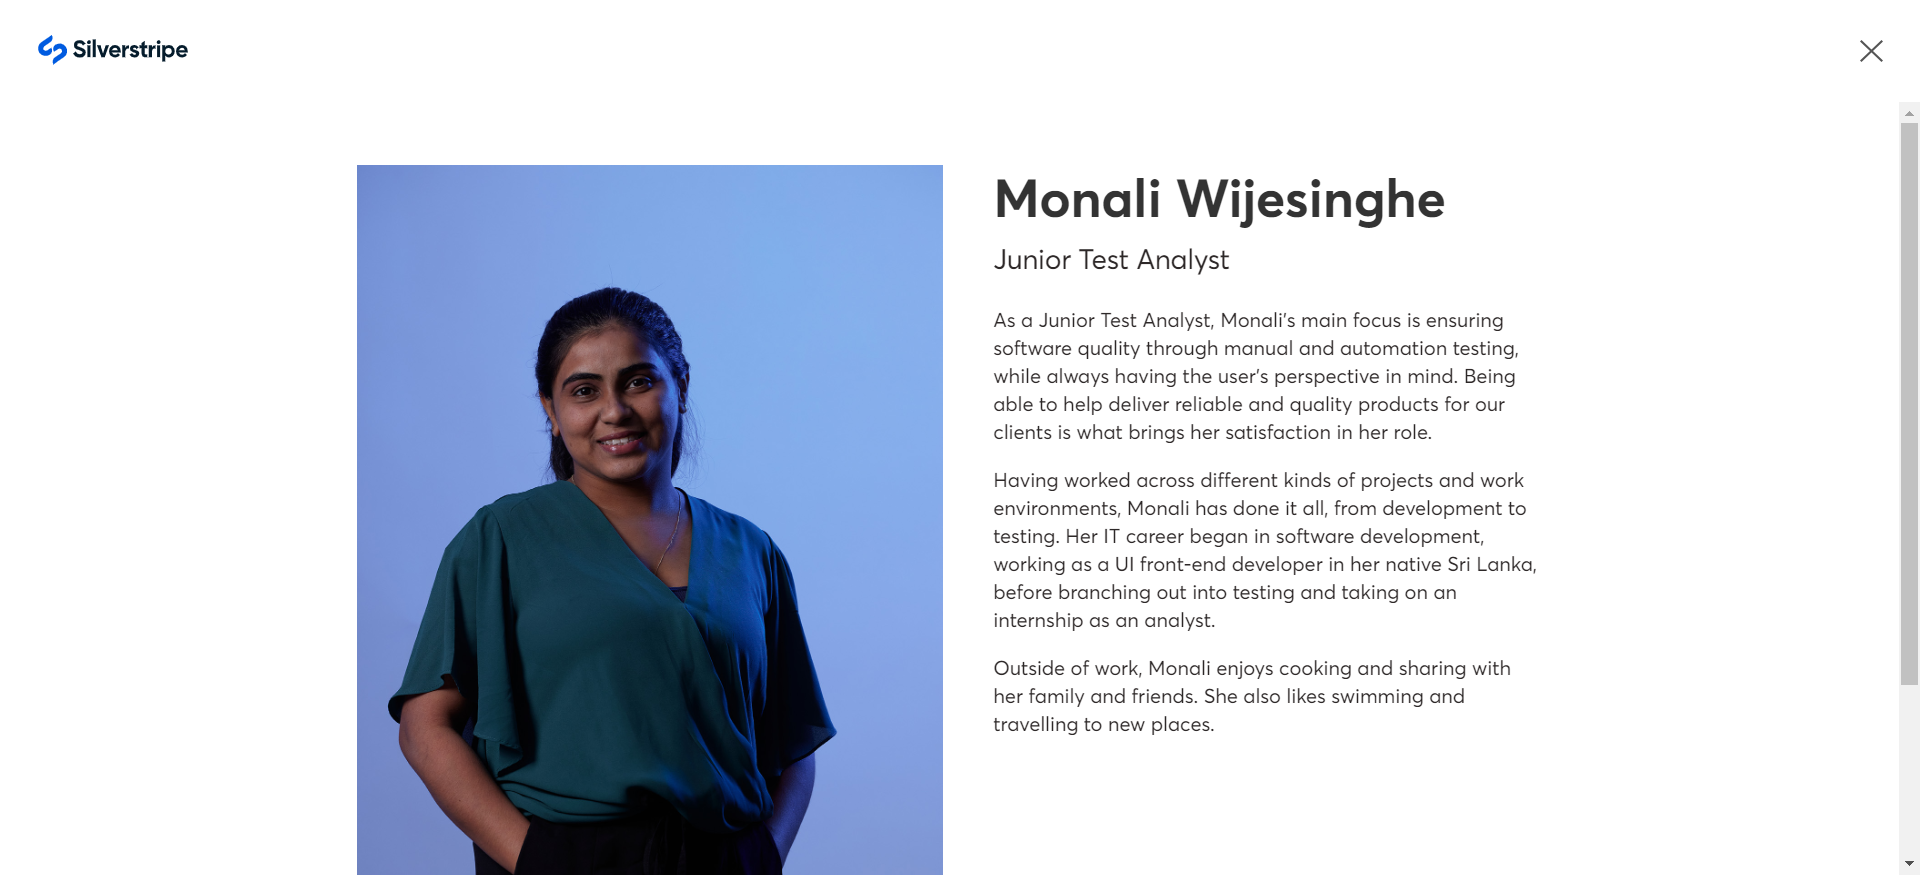 Silverstripe
Monali Wijesinghe
Junior Test Analyst
As a Junior Test Analyst, Monali's main focus is ensuring
software quality through manual and automation testing,
while always having the user's perspective in mind. Being
able to help deliver reliable and quality products for our
clients is what brings her satisfaction in her role.
Having worked across different kinds of projects and work
environments, Monali has done it all, from development to
testing. Her IT career began in software development,
working as a UI front-end developer in her native Sri Lanka,
before branching out into testing and taking on an
internship as an analyst.
Outside of work, Monali enjoys cooking and sharing with
her family and friends. She also likes swimming and
travelling to new places.